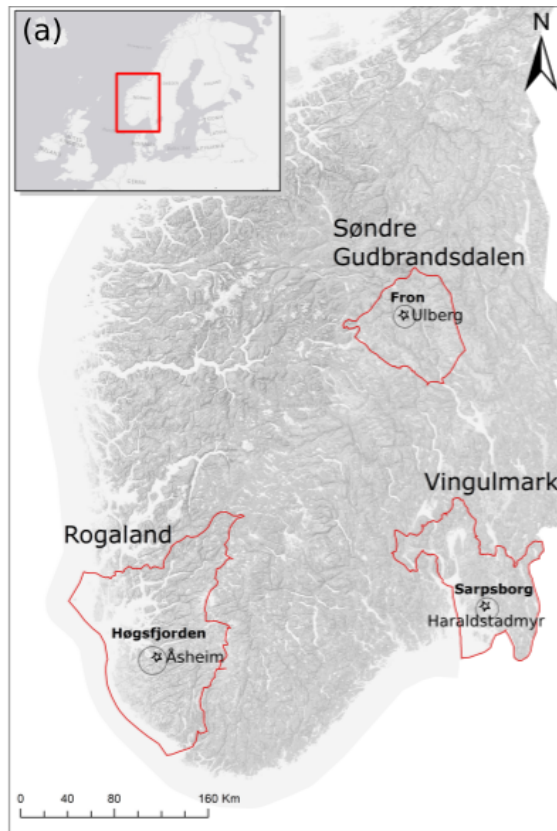 (a)
N
Søndre
Gudbrandsdalen
Fron
Ulberg
Vingulmark
Rogaland
Sarpsborg
Haraldstadmyr
Høgsfjorden
Åsheim
0 40 80 160 Km